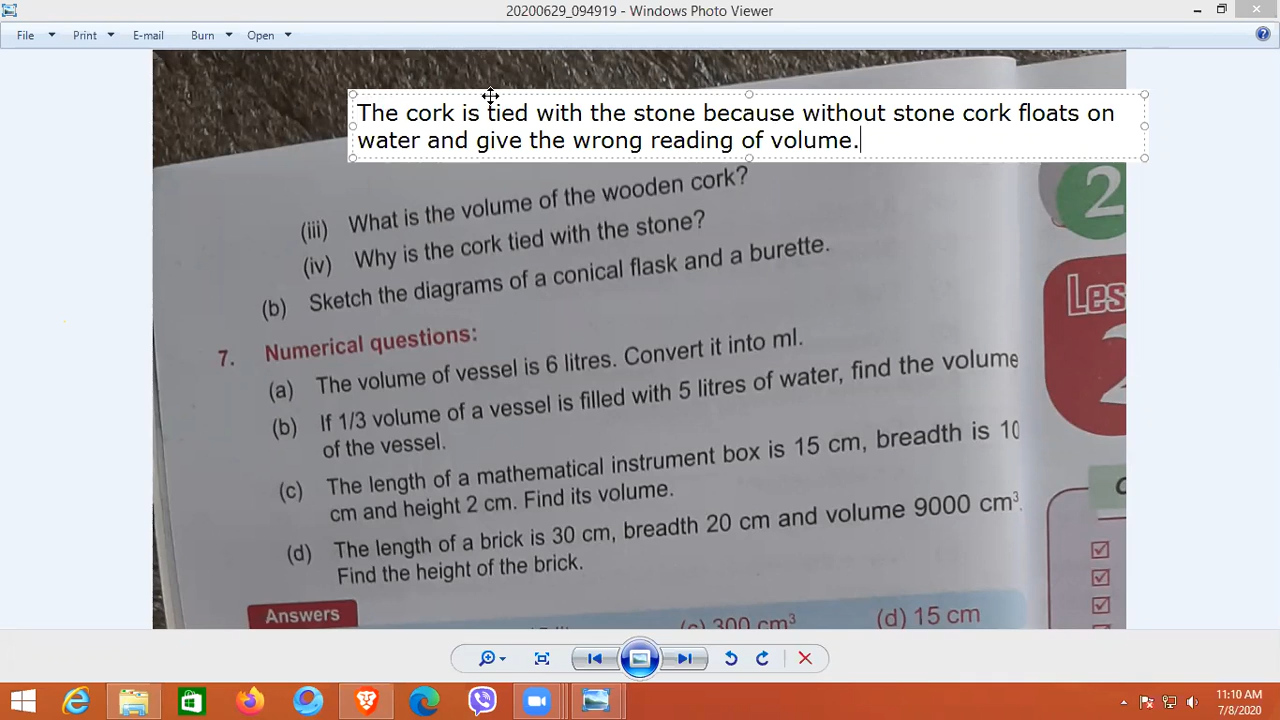 20200629_094919 - Windows Photo Viewer
File Print E-mail Burn Open
The cork is tied with the stone because without stone cork floats on
water and give the wrong reading of volume.
(iii) What is the volume of the wooden cork?
(iv) Why is the cork tied with the stone?
(b) Sketch the diagrams of a conical flask and a burette.
7. Numerical questions:
(a) The volume of vessel is 6 litres. Convert it into ml.
(b) If 1/3 volume of a vessel is filled with 5 litres of water, find the volume
of the vessel.
(c) The length of a mathematical instrument box is 15 cm, breadth is 10
cm and height 2 cm. Find its volume.
(d) The length of a brick is 30 cm, breadth 20 cm and volume 9000 cm³.
Find the height of the brick.
Answers
(c) 300 cm³ (d) 15 cm
2
Les
2
11:10 AM
7/8/2020